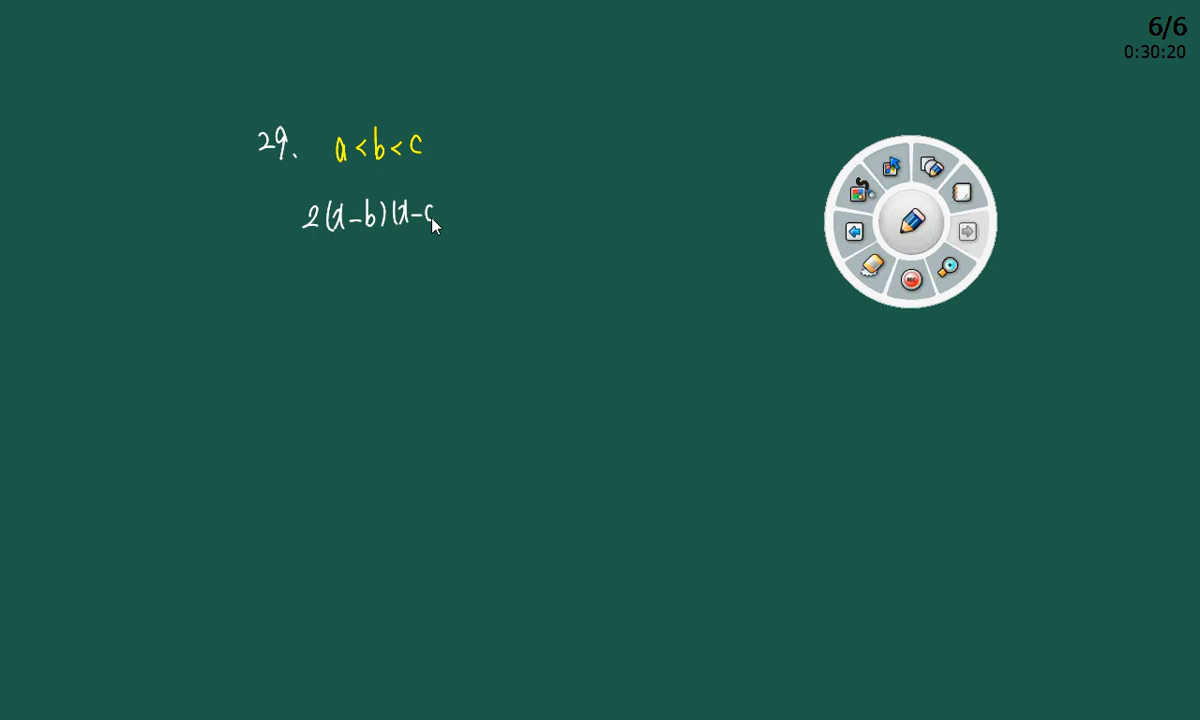 6/6
0:30:20
29. a < b < c
2(x-b)(x-c